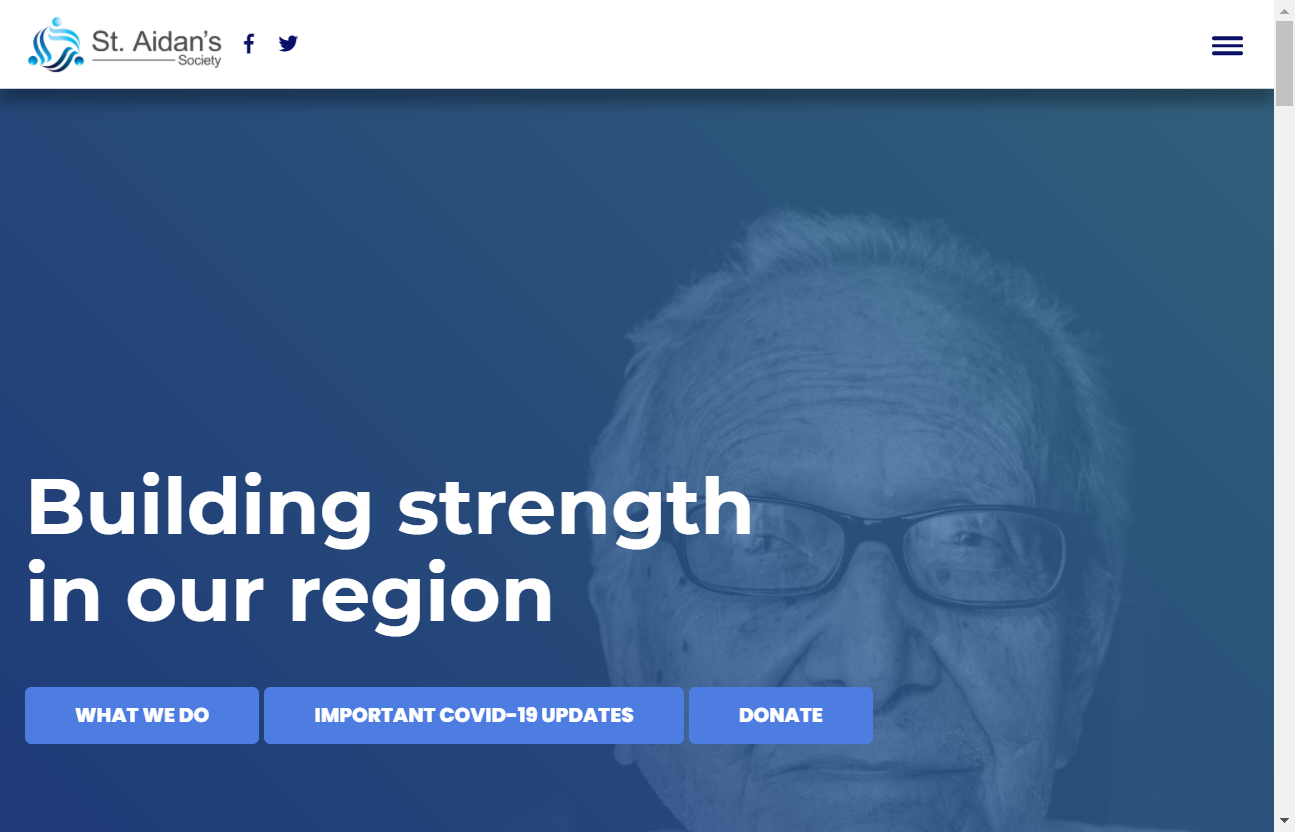 St. Aidan's
Society
Building strength
in our region
WHAT WE DO
IMPORTANT COVID-19 UPDATES
DONATE